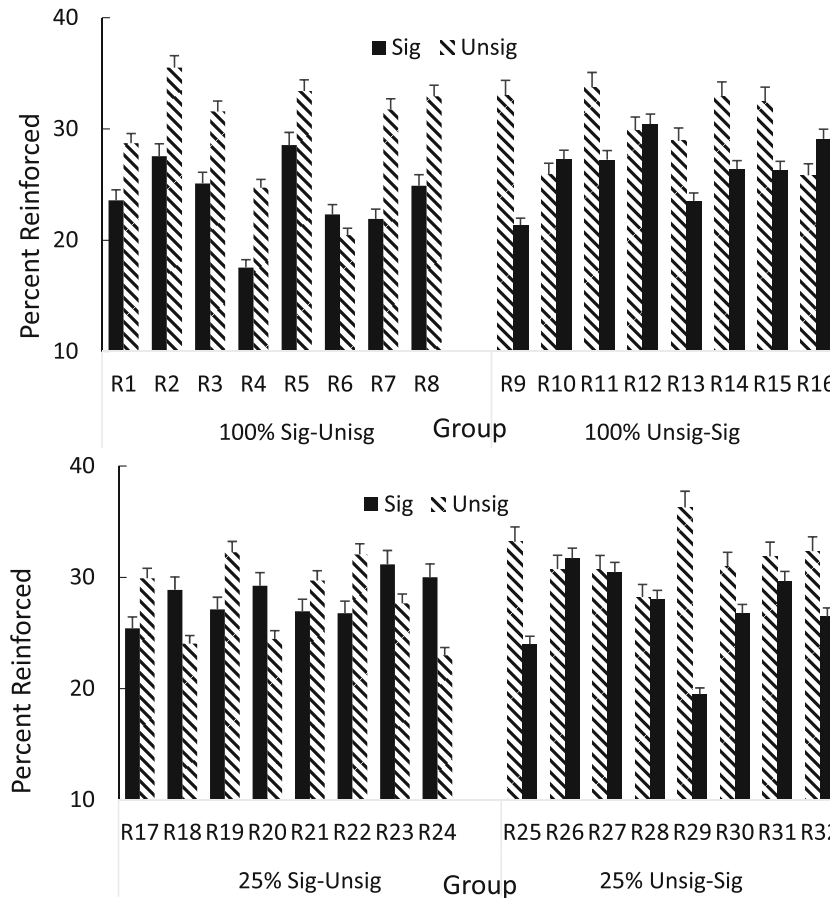 40
Sig Unsig
30
20
10
Percent Reinforced
R1 R2 R3 R4 R5 R6 R7 R8 R9 R10 R11 R12 R13 R14 R15 R16
100% Sig-Unisg Group 100% Unsig-Sig
40
Sig Unsig
30
20
10
Percent Reinforced
R17 R18 R19 R20 R21 R22 R23 R24 R25 R26 R27 R28 R29 R30 R31 R32
25% Sig-Unsig Group 25% Unsig-Sig